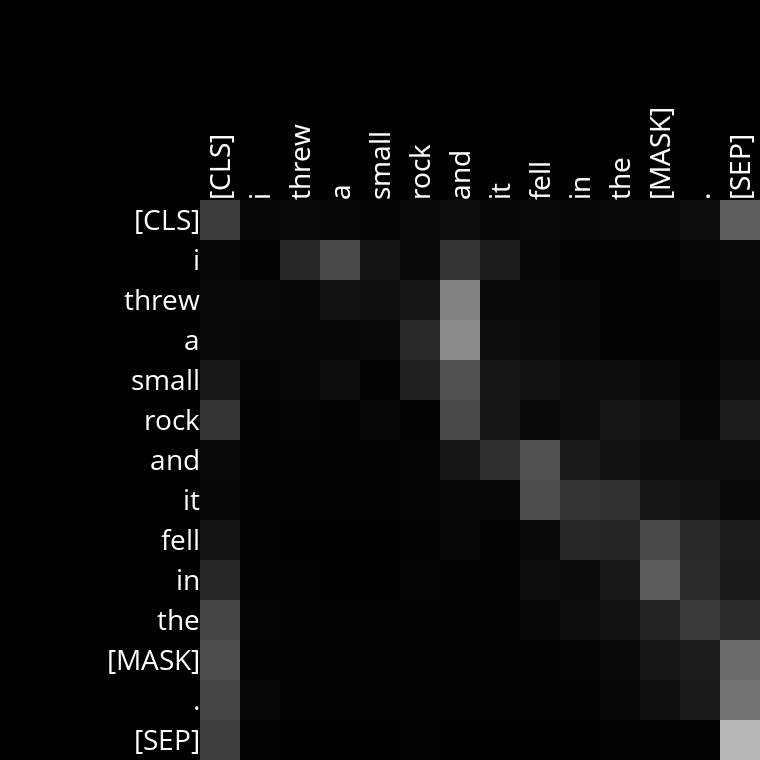 [CLS]
i
threw
a
small
rock
and
it
fell
in
the
[MASK]
.
[SEP]
[CLS]
i
threw
a
small
rock
and
it
fell
in
the
[MASK]
.
[SEP]